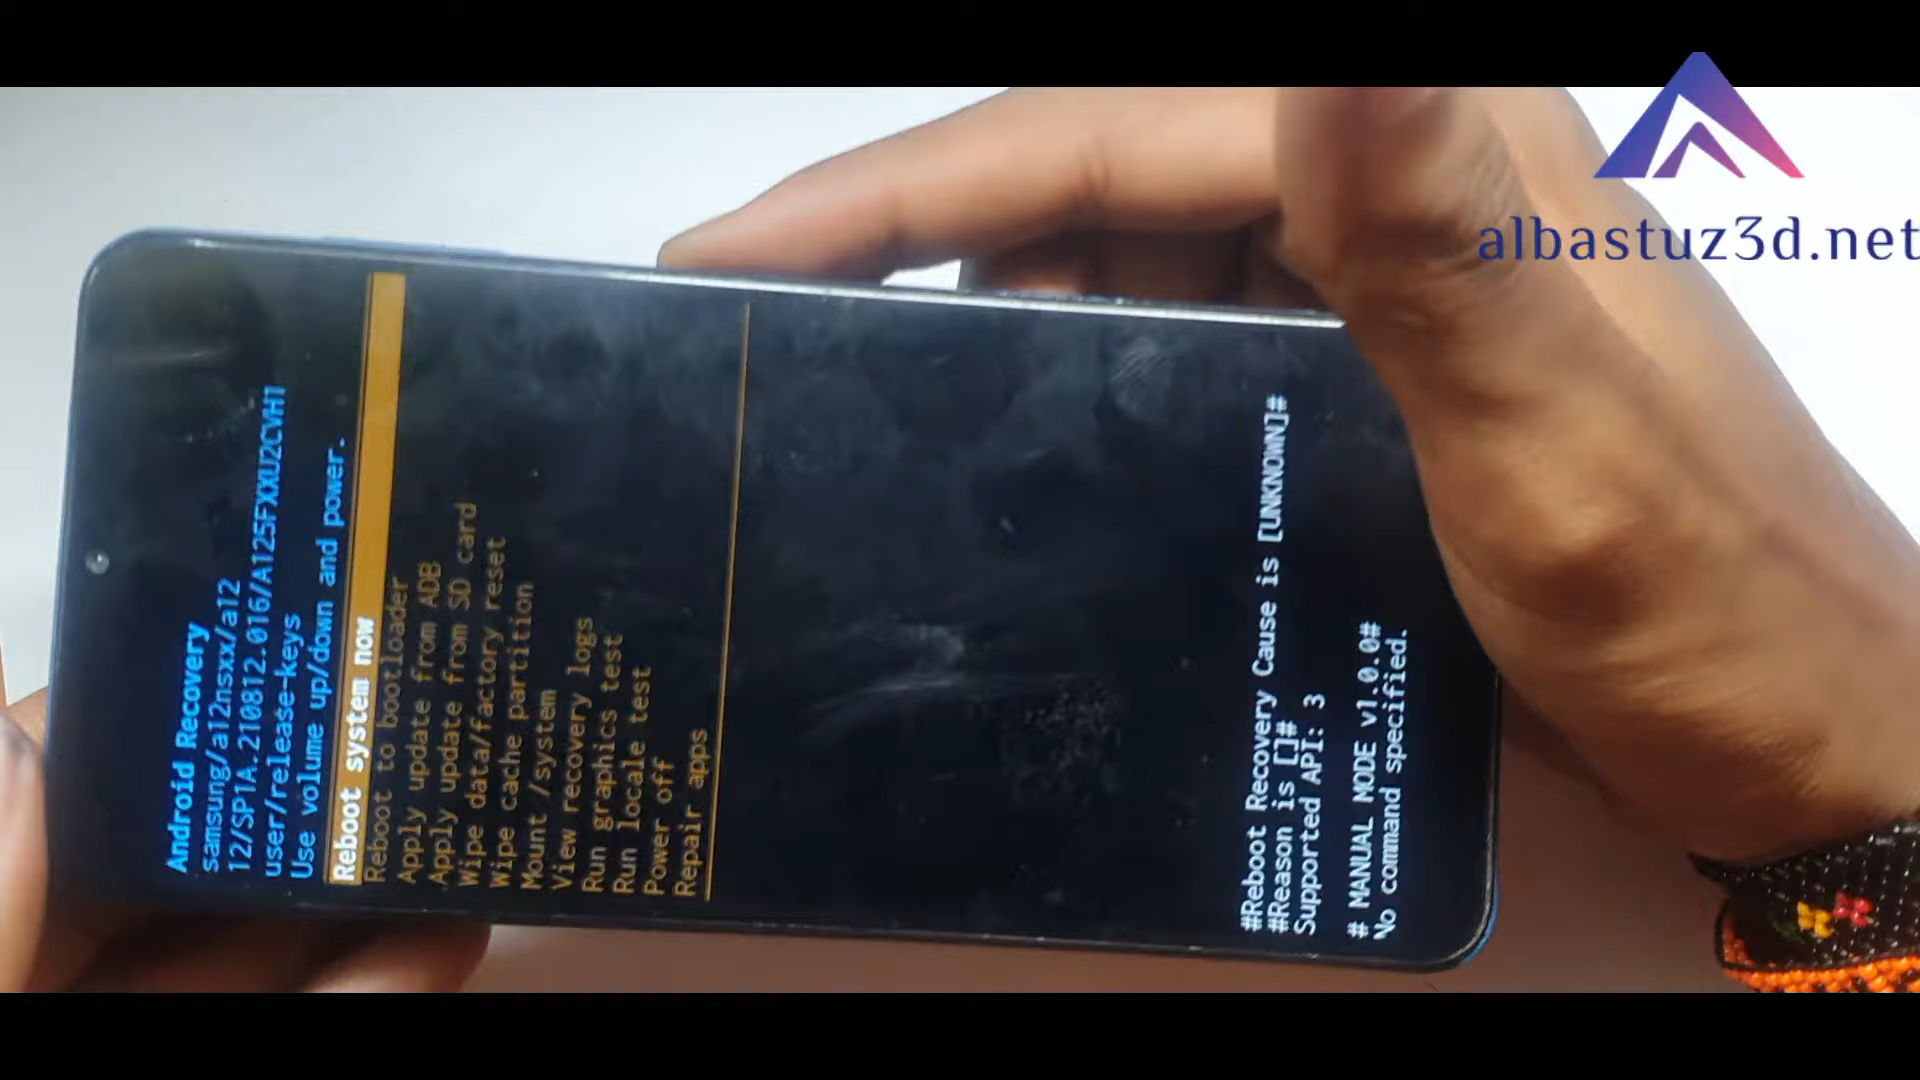 albastuz3d.net
Android Recovery
samsung/a12nsxx/a12
12/SP1A.210812.016/A125FXXU2CVH1
user/release-keys
Use volume up/down and power.
Reboot system now
Reboot to bootloader
Apply update from ADB
Apply update from SD card
Wipe data/factory reset
Wipe cache partition
Mount /system
View recovery logs
Run graphics test
Run locale test
Power off
Repair apps
#Reboot Recovery Cause is [UNKNOWN]#
#Reason is []#
Supported API: 3
# MANUAL MODE v1.0.0#
No command specified.